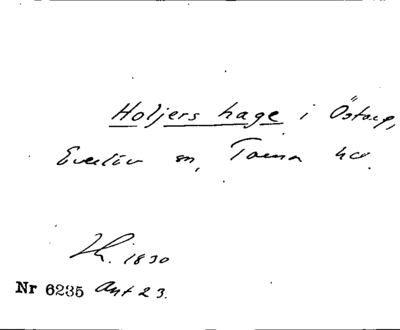 Holjers hage i Östarp,
Everlöv sn, Torna hd.
1830
Nr 6235 Ant 23.